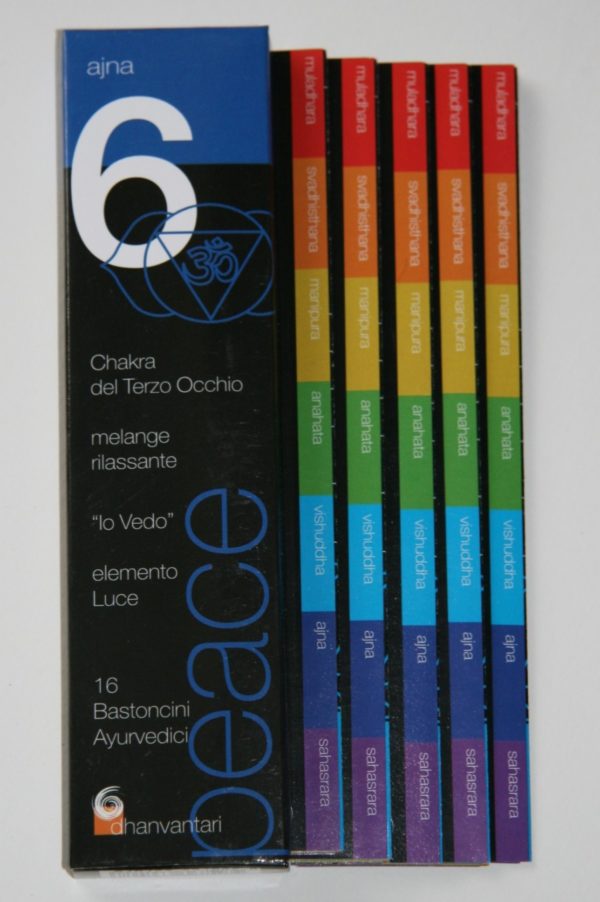 ajna
6
ॐ
Chakra
del Terzo Occhio
melange
rilassante
"Io Vedo"
elemento
Luce
16
Bastoncini
Ayurvedici
peace
dhanvantari
muladhara
svadhisthana
manipura
anahata
vishuddha
ajna
sahasrara
muladhara
svadhisthana
manipura
anahata
vishuddha
ajna
sahasrara
muladhara
svadhisthana
manipura
anahata
vishuddha
ajna
sahasrara
muladhara
svadhisthana
manipura
anahata
vishuddha
ajna
sahasrara
muladhara
svadhisthana
manipura
anahata
vishuddha
ajna
sahasrara